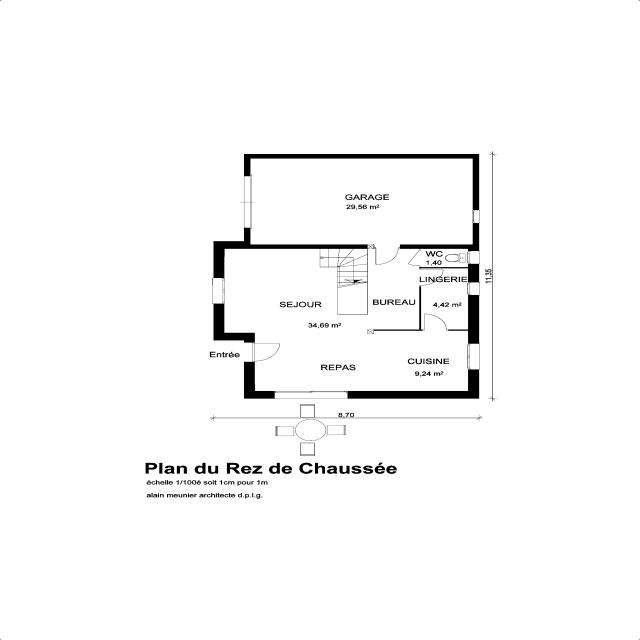 GARAGE
29,56 m²
WC
1,40
LINGERIE
4,42 m²
SEJOUR
34,69 m²
BUREAU
11,35
Entrée
REPAS
CUISINE
9,24 m²
8,70
Plan du Rez de Chaussée
échelle 1/100è soit 1cm pour 1m
alain meunier architecte d.p.l.g.